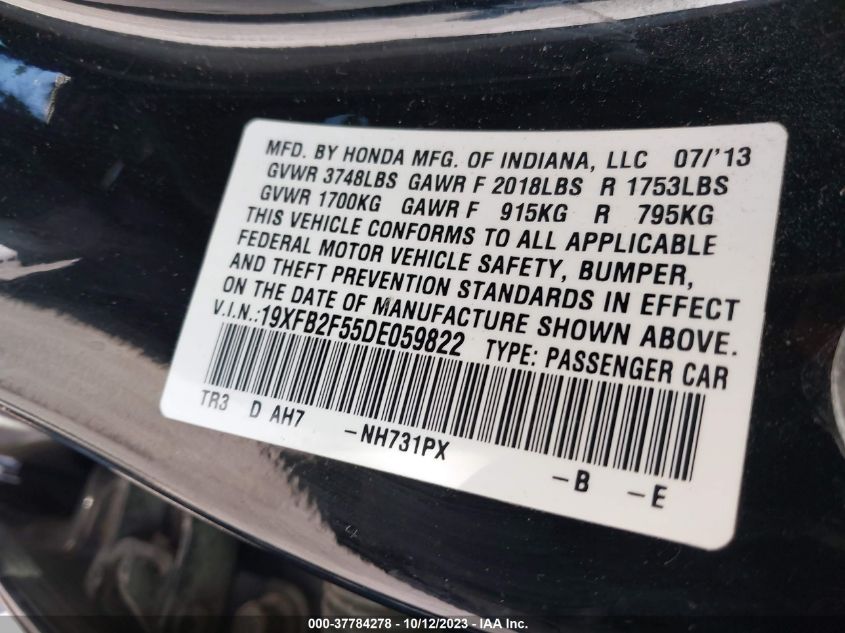 MFD. BY HONDA MFG. OF INDIANA, LLC 07/'13
GVWR 3748LBS GAWR F 2018LBS R 1753LBS
GVWR 1700KG GAWR F 915KG R 795KG
THIS VEHICLE CONFORMS TO ALL APPLICABLE
FEDERAL MOTOR VEHICLE SAFETY, BUMPER,
AND THEFT PREVENTION STANDARDS IN EFFECT
ON THE DATE OF MANUFACTURE SHOWN ABOVE.
V.I.N.:19XFB2F55DE059822 TYPE: PASSENGER CAR
TR3 D AH7 -NH731PX -B -E
000-37784278 - 10/12/2023 - IAA Inc.